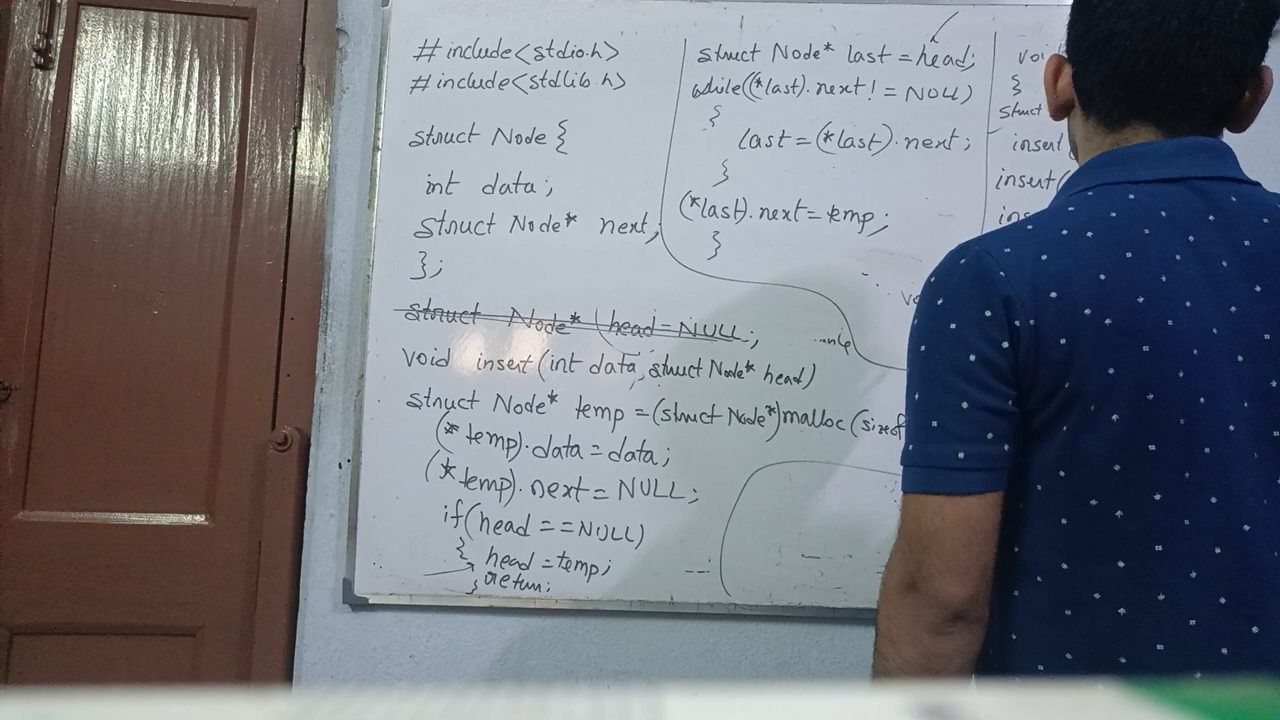 #include<stdio.h>
#include<stdlib.h>
struct Node {
int data;
struct Node* next;
};
struct Node* head=NULL;
void insert(int data, struct Node* head)
struct Node* temp =(struct Node*)malloc(sizeof
(*temp).data=data;
(*temp).next=NULL;
if(head==NULL)
{ head=temp;
} return;
struct Node* last=head;
while((*last).next!=NULL)
{
last=(*last).next;
}
(*last).next=temp;
}
}
struct
insert
insert(